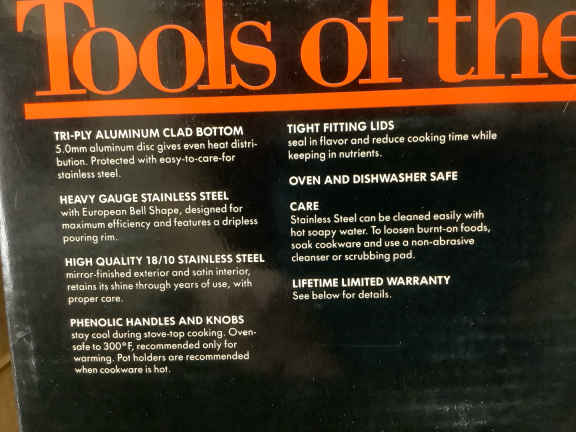 Tools of the
TRI-PLY ALUMINUM CLAD BOTTOM
5.0mm aluminum disc gives even heat distri-
bution. Protected with easy-to-care-for
stainless steel.
HEAVY GAUGE STAINLESS STEEL
with European Bell Shape, designed for
maximum efficiency and features a dripless
pouring rim.
HIGH QUALITY 18/10 STAINLESS STEEL
mirror-finished exterior and satin interior,
retains its shine through years of use, with
proper care.
PHENOLIC HANDLES AND KNOBS
stay cool during stove-top cooking. Oven-
safe to 300°F, recommended only for
warming. Pot holders are recommended
when cookware is hot.
TIGHT FITTING LIDS
seal in flavor and reduce cooking time while
keeping in nutrients.
OVEN AND DISHWASHER SAFE
CARE
Stainless Steel can be cleaned easily with
hot soapy water. To loosen burnt-on foods,
soak cookware and use a non-abrasive
cleanser or scrubbing pad.
LIFETIME LIMITED WARRANTY
See below for details.